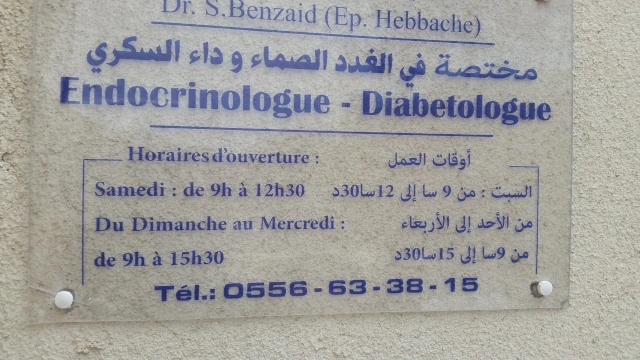 Dr. S.Benzaid (Ep. Hebbache)
مختصة في الغدد الصماء و داء السكري
Endocrinologue - Diabetologue
Horaires d'ouverture : أوقات العمل
Samedi : de 9h à 12h30 السبت : من 9 سا إلى 12سا30د
Du Dimanche au Mercredi : من الأحد إلى الأربعاء
de 9h à 15h30 من 9سا إلى 15سا30د
Tél.: 0556 - 63 - 38 - 15